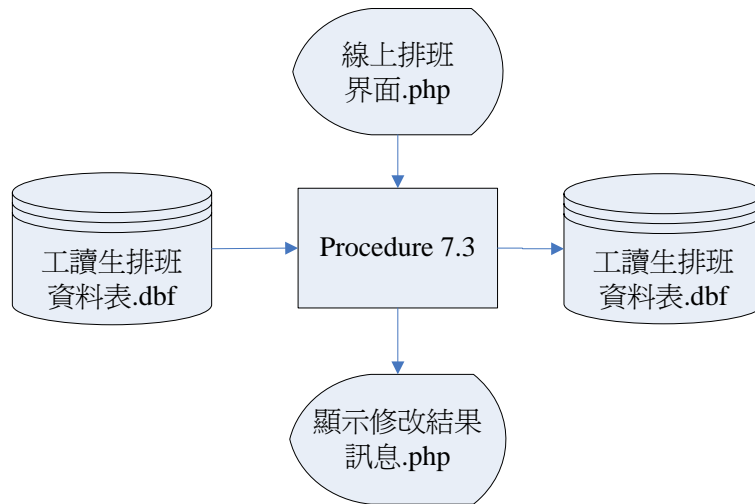 線上排班
界面.php
工讀生排班
資料表.dbf
Procedure 7.3
工讀生排班
資料表.dbf
顯示修改結果
訊息.php